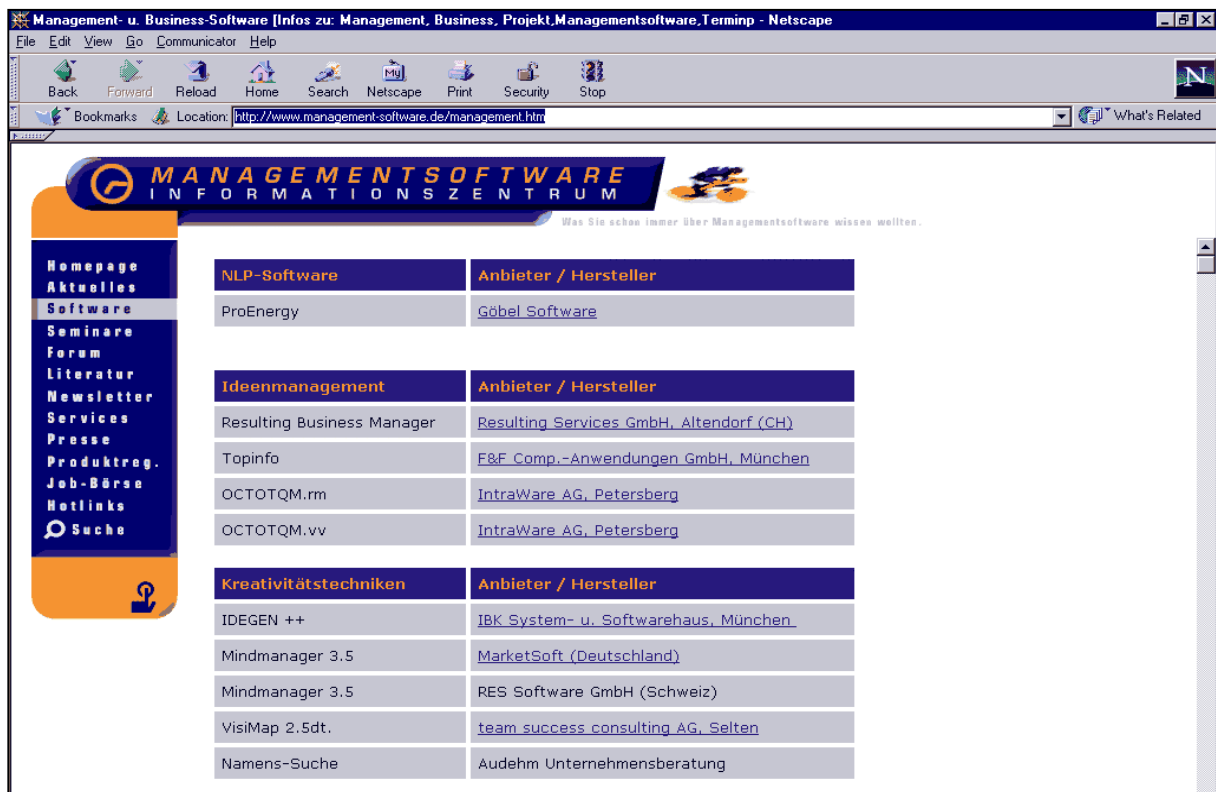 Management- u. Business-Software [Infos zu: Management, Business, Projekt,Managementsoftware,Terminp - Netscape
File Edit View Go Communicator Help
Back Forward Reload Home Search Netscape Print Security Stop
My
N
Bookmarks Location: http://www.management-software.de/management.htm What's Related
MANAGEMENTSOFTWARE
INFORMATIONSZENTRUM
Was Sie schon immer über Managementsoftware wissen wollten.
Homepage
Aktuelles
Software
Seminare
Forum
Literatur
Newsletter
Services
Presse
Produktreg.
Job-Börse
Hotlinks
Suche
NLP-Software Anbieter / Hersteller
ProEnergy Göbel Software
Ideenmanagement Anbieter / Hersteller
Resulting Business Manager Resulting Services GmbH, Altendorf (CH)
Topinfo F&F Comp.-Anwendungen GmbH, München
OCTOTQM.rm IntraWare AG, Petersberg
OCTOTQM.vv IntraWare AG, Petersberg
Kreativitätstechniken Anbieter / Hersteller
IDEGEN ++ IBK System- u. Softwarehaus, München
Mindmanager 3.5 MarketSoft (Deutschland)
Mindmanager 3.5 RES Software GmbH (Schweiz)
VisiMap 2.5dt. team success consulting AG, Selten
Namens-Suche Audehm Unternehmensberatung